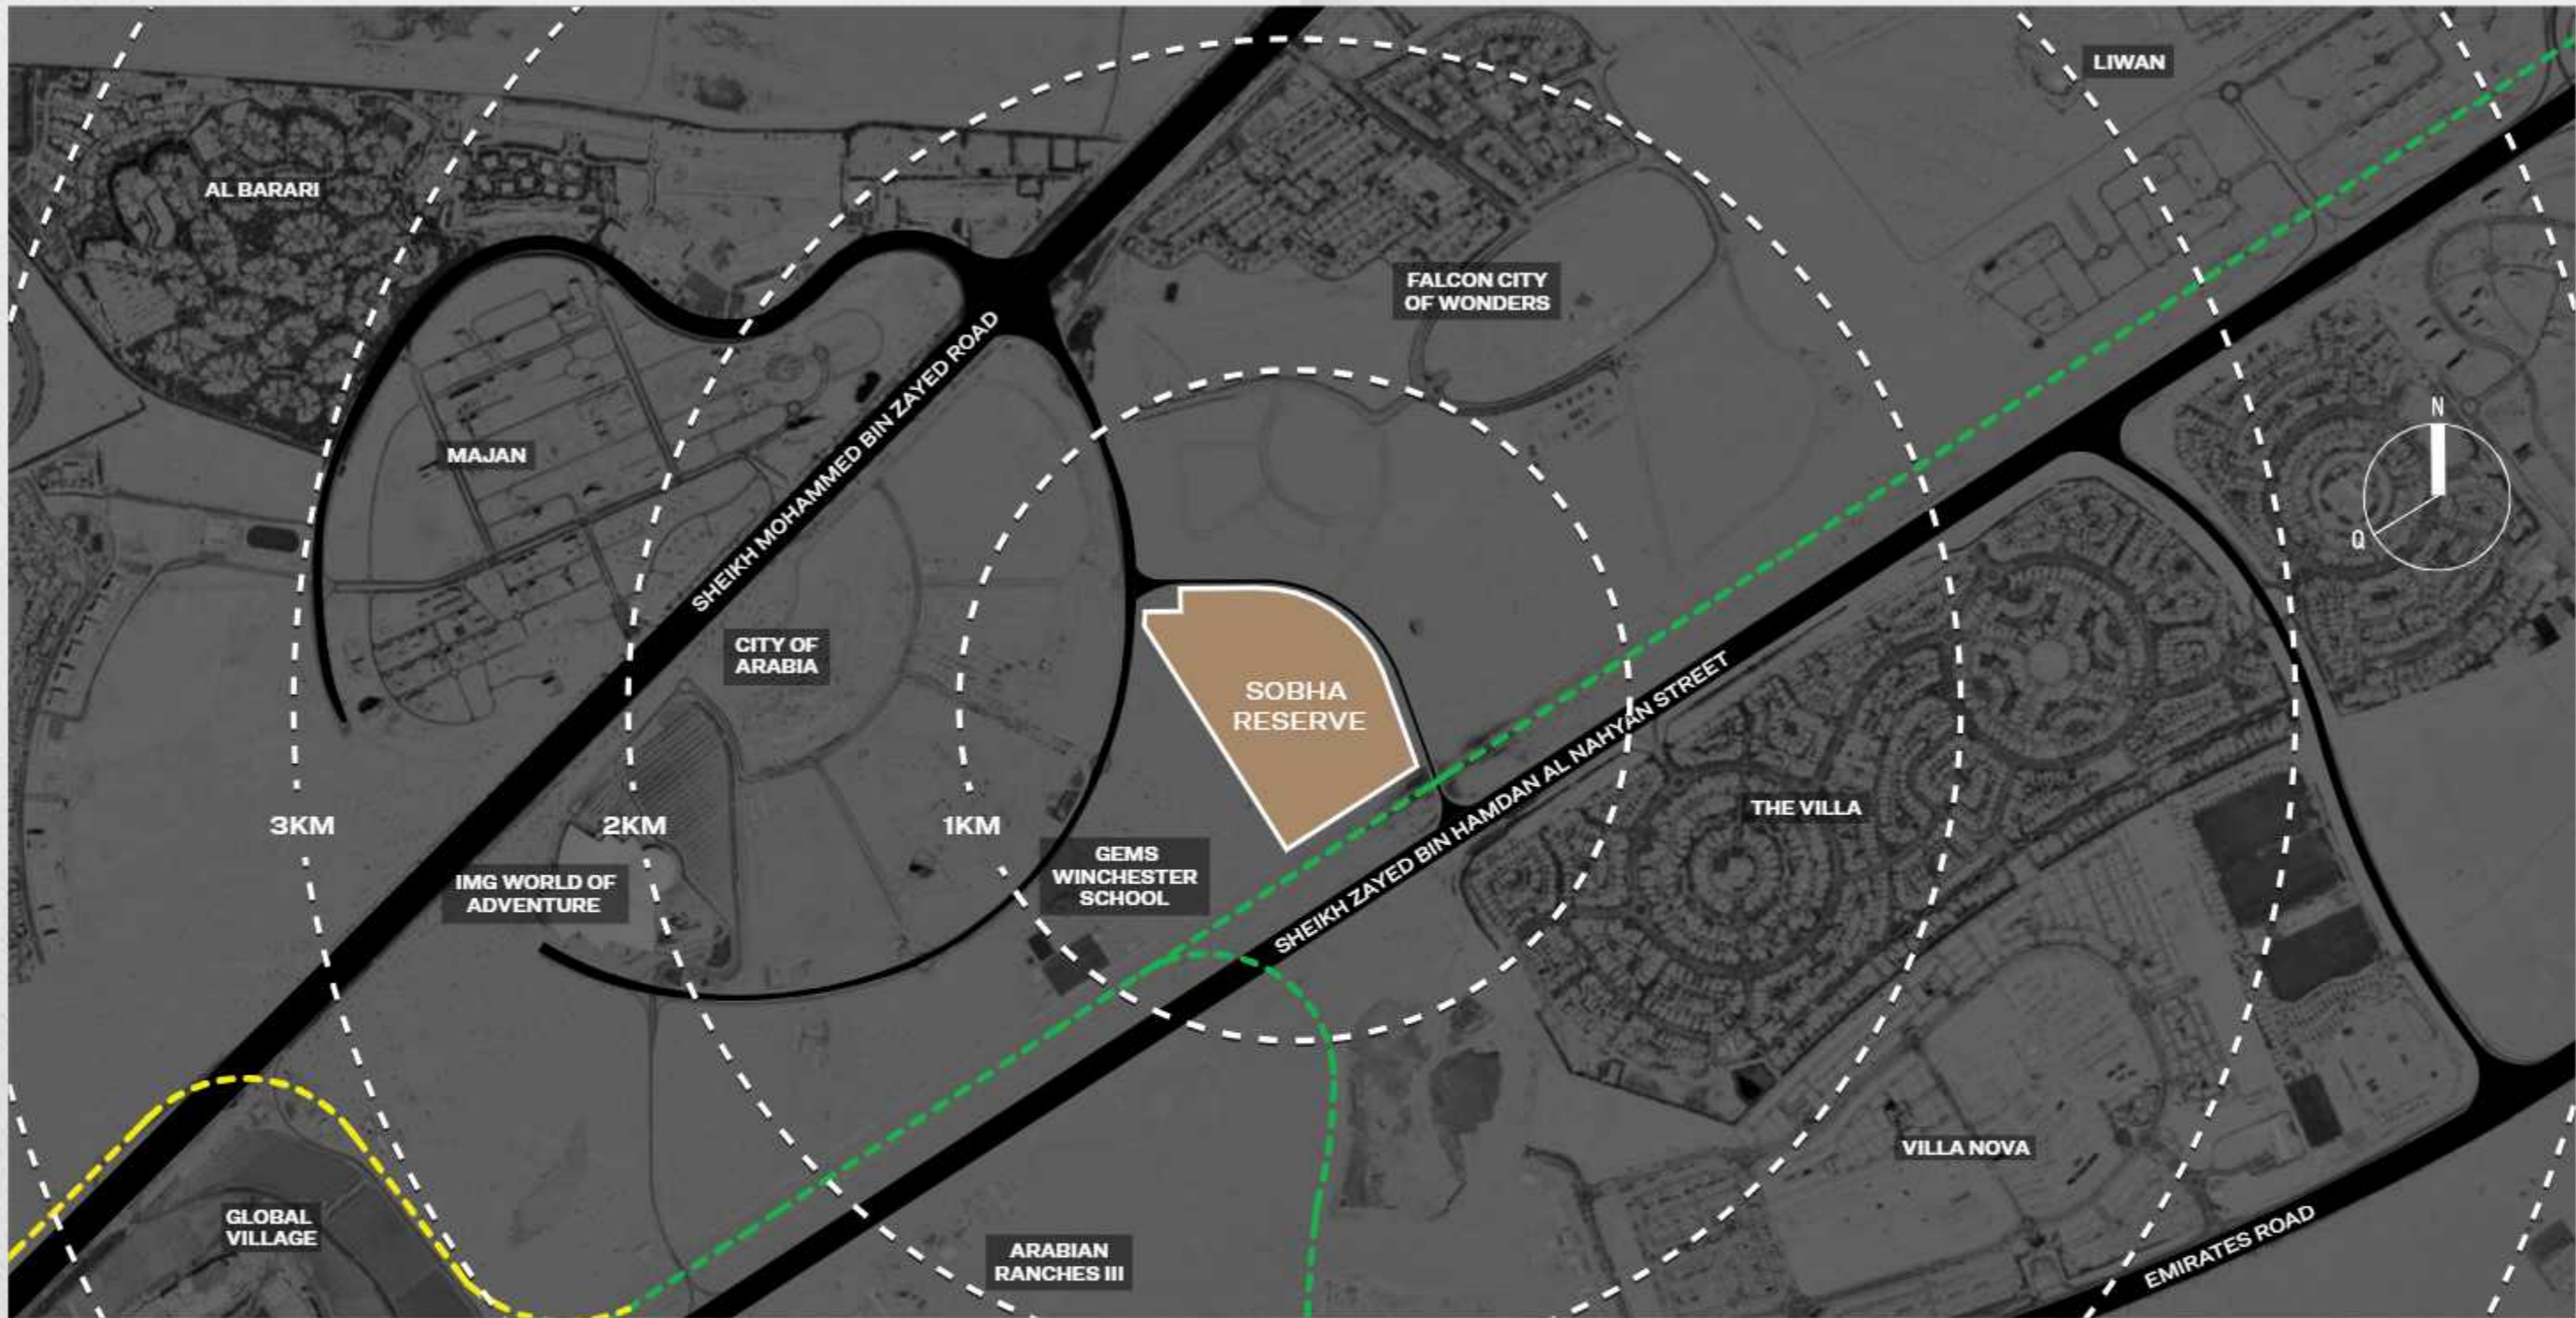 LIWAN
AL BARARI
FALCON CITY
OF WONDERS
N
Q
MAJAN
SHEIKH MOHAMMED BIN ZAYED ROAD
CITY OF
ARABIA
SOBHA
RESERVE
SHEIKH ZAYED BIN HAMDAN AL NAHYAN STREET
THE VILLA
3KM
2KM
1KM
GEMS
WINCHESTER
SCHOOL
IMG WORLD OF
ADVENTURE
VILLA NOVA
GLOBAL
VILLAGE
ARABIAN
RANCHES III
EMIRATES ROAD